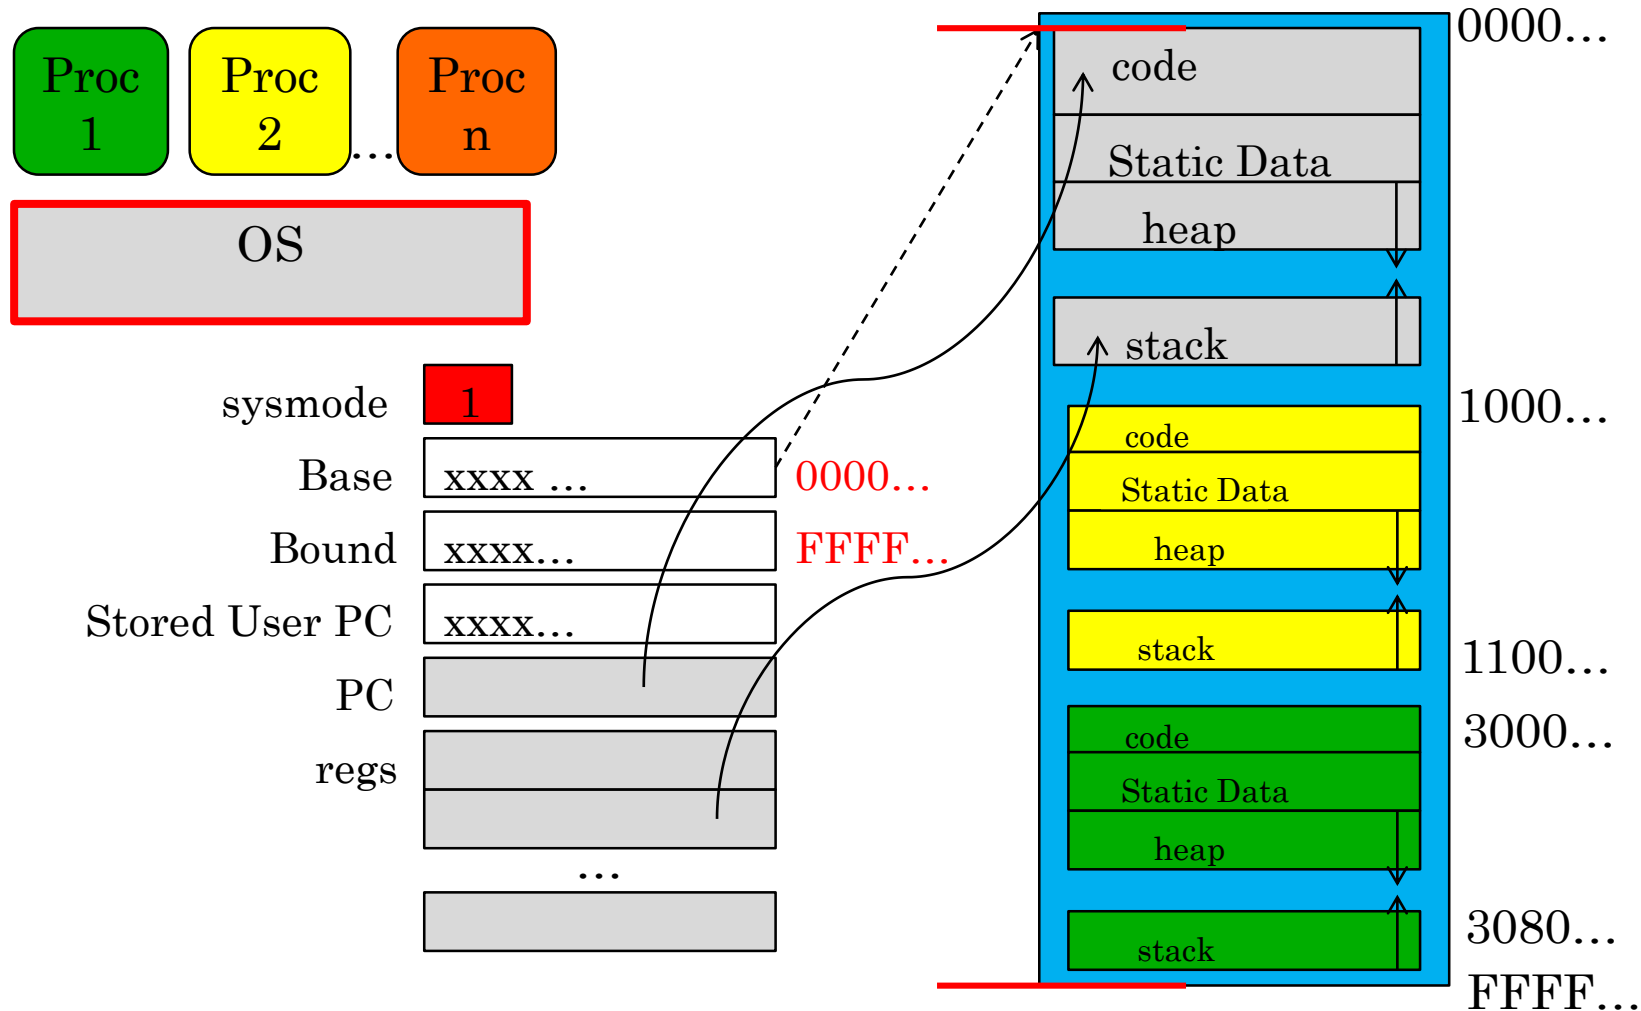 Proc
1
Proc
2
...
Proc
n
OS
sysmode 1
Base xxxx ... 0000...
Bound xxxx... FFFF...
Stored User PC xxxx...
PC
regs
...
0000...
code
Static Data
heap
stack
1000...
code
Static Data
heap
stack
1100...
3000...
code
Static Data
heap
stack
3080...
FFFF...